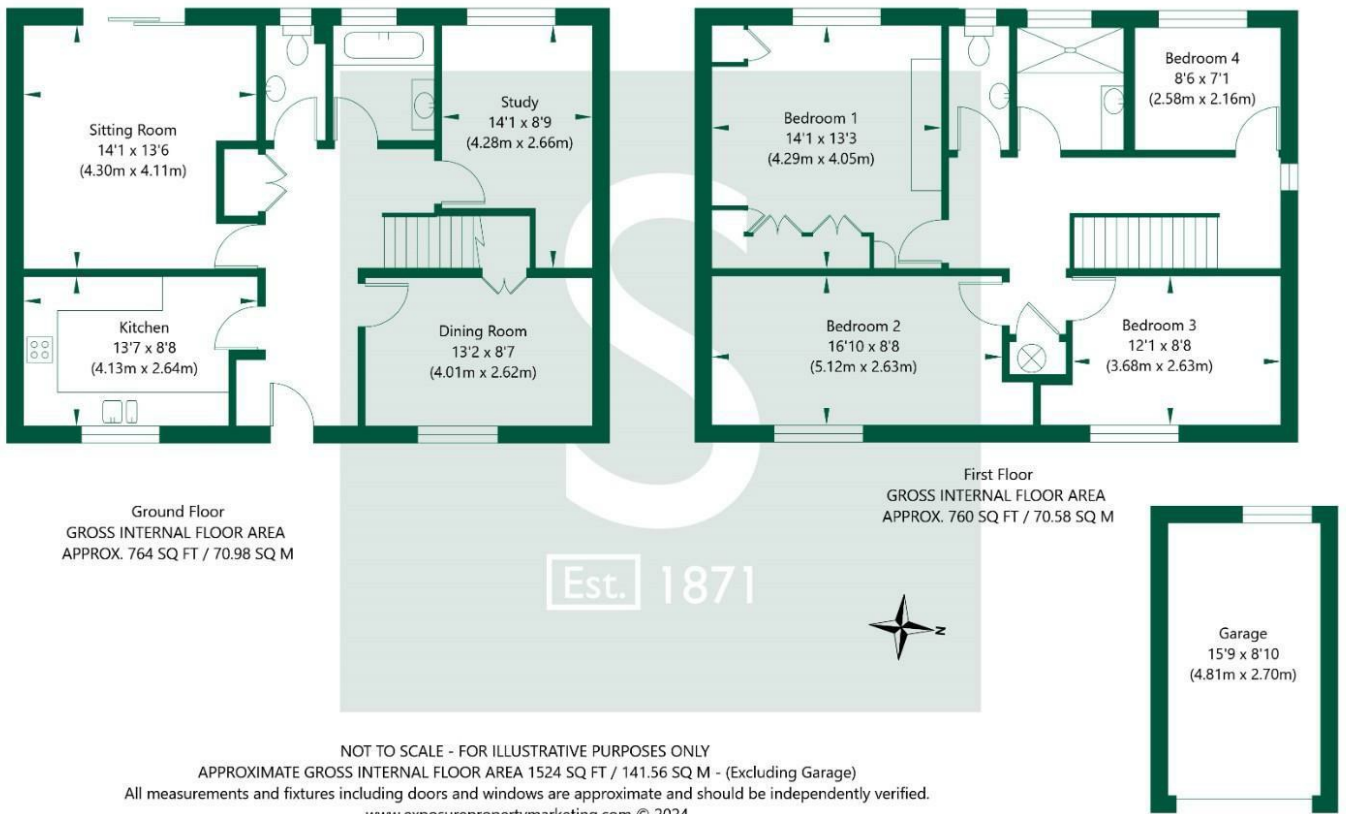 Sitting Room
14'1 x 13'6
(4.30m x 4.11m)
Study
14'1 x 8'9
(4.28m x 2.66m)
Kitchen
13'7 x 8'8
(4.13m x 2.64m)
Dining Room
13'2 x 8'7
(4.01m x 2.62m)
Ground Floor
GROSS INTERNAL FLOOR AREA
APPROX. 764 SQ FT / 70.98 SQ M
Bedroom 1
14'1 x 13'3
(4.29m x 4.05m)
Bedroom 4
8'6 x 7'1
(2.58m x 2.16m)
Bedroom 2
16'10 x 8'8
(5.12m x 2.63m)
Bedroom 3
12'1 x 8'8
(3.68m x 2.63m)
First Floor
GROSS INTERNAL FLOOR AREA
APPROX. 760 SQ FT / 70.58 SQ M
S
Est. 1871
N
Garage
15'9 x 8'10
(4.81m x 2.70m)
NOT TO SCALE - FOR ILLUSTRATIVE PURPOSES ONLY
APPROXIMATE GROSS INTERNAL FLOOR AREA 1524 SQ FT / 141.56 SQ M - (Excluding Garage)
All measurements and fixtures including doors and windows are approximate and should be independently verified.
www.exposurepropertymarketing.com © 2024